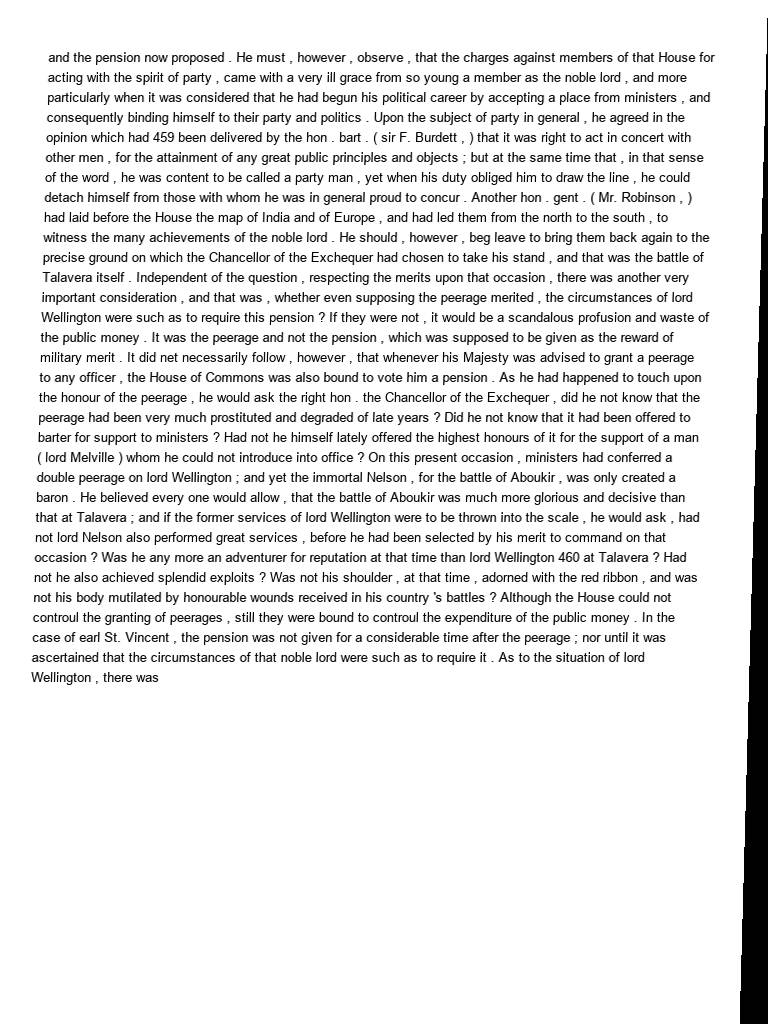 and the pension now proposed . He must , however , observe , that the charges against members of that House for
acting with the spirit of party , came with a very ill grace from so young a member as the noble lord , and more
particularly when it was considered that he had begun his political career by accepting a place from ministers , and
consequently binding himself to their party and politics . Upon the subject of party in general , he agreed in the
opinion which had 459 been delivered by the hon . bart . ( sir F. Burdett , ) that it was right to act in concert with
other men , for the attainment of any great public principles and objects ; but at the same time that , in that sense
of the word , he was content to be called a party man , yet when his duty obliged him to draw the line , he could
detach himself from those with whom he was in general proud to concur . Another hon . gent . ( Mr. Robinson , )
had laid before the House the map of India and of Europe , and had led them from the north to the south , to
witness the many achievements of the noble lord . He should , however , beg leave to bring them back again to the
precise ground on which the Chancellor of the Exchequer had chosen to take his stand , and that was the battle of
Talavera itself . Independent of the question , respecting the merits upon that occasion , there was another very
important consideration , and that was , whether even supposing the peerage merited , the circumstances of lord
Wellington were such as to require this pension ? If they were not , it would be a scandalous profusion and waste of
the public money . It was the peerage and not the pension , which was supposed to be given as the reward of
military merit . It did net necessarily follow , however , that whenever his Majesty was advised to grant a peerage
to any officer , the House of Commons was also bound to vote him a pension . As he had happened to touch upon
the honour of the peerage , he would ask the right hon . the Chancellor of the Exchequer , did he not know that the
peerage had been very much prostituted and degraded of late years ? Did he not know that it had been offered to
barter for support to ministers ? Had not he himself lately offered the highest honours of it for the support of a man
( lord Melville ) whom he could not introduce into office ? On this present occasion , ministers had conferred a
double peerage on lord Wellington ; and yet the immortal Nelson , for the battle of Aboukir , was only created a
baron . He believed every one would allow , that the battle of Aboukir was much more glorious and decisive than
that at Talavera ; and if the former services of lord Wellington were to be thrown into the scale , he would ask , had
not lord Nelson also performed great services , before he had been selected by his merit to command on that
occasion ? Was he any more an adventurer for reputation at that time than lord Wellington 460 at Talavera ? Had
not he also achieved splendid exploits ? Was not his shoulder , at that time , adorned with the red ribbon , and was
not his body mutilated by honourable wounds received in his country 's battles ? Although the House could not
controul the granting of peerages , still they were bound to controul the expenditure of the public money . In the
case of earl St. Vincent , the pension was not given for a considerable time after the peerage ; nor until it was
ascertained that the circumstances of that noble lord were such as to require it . As to the situation of lord
Wellington , there was